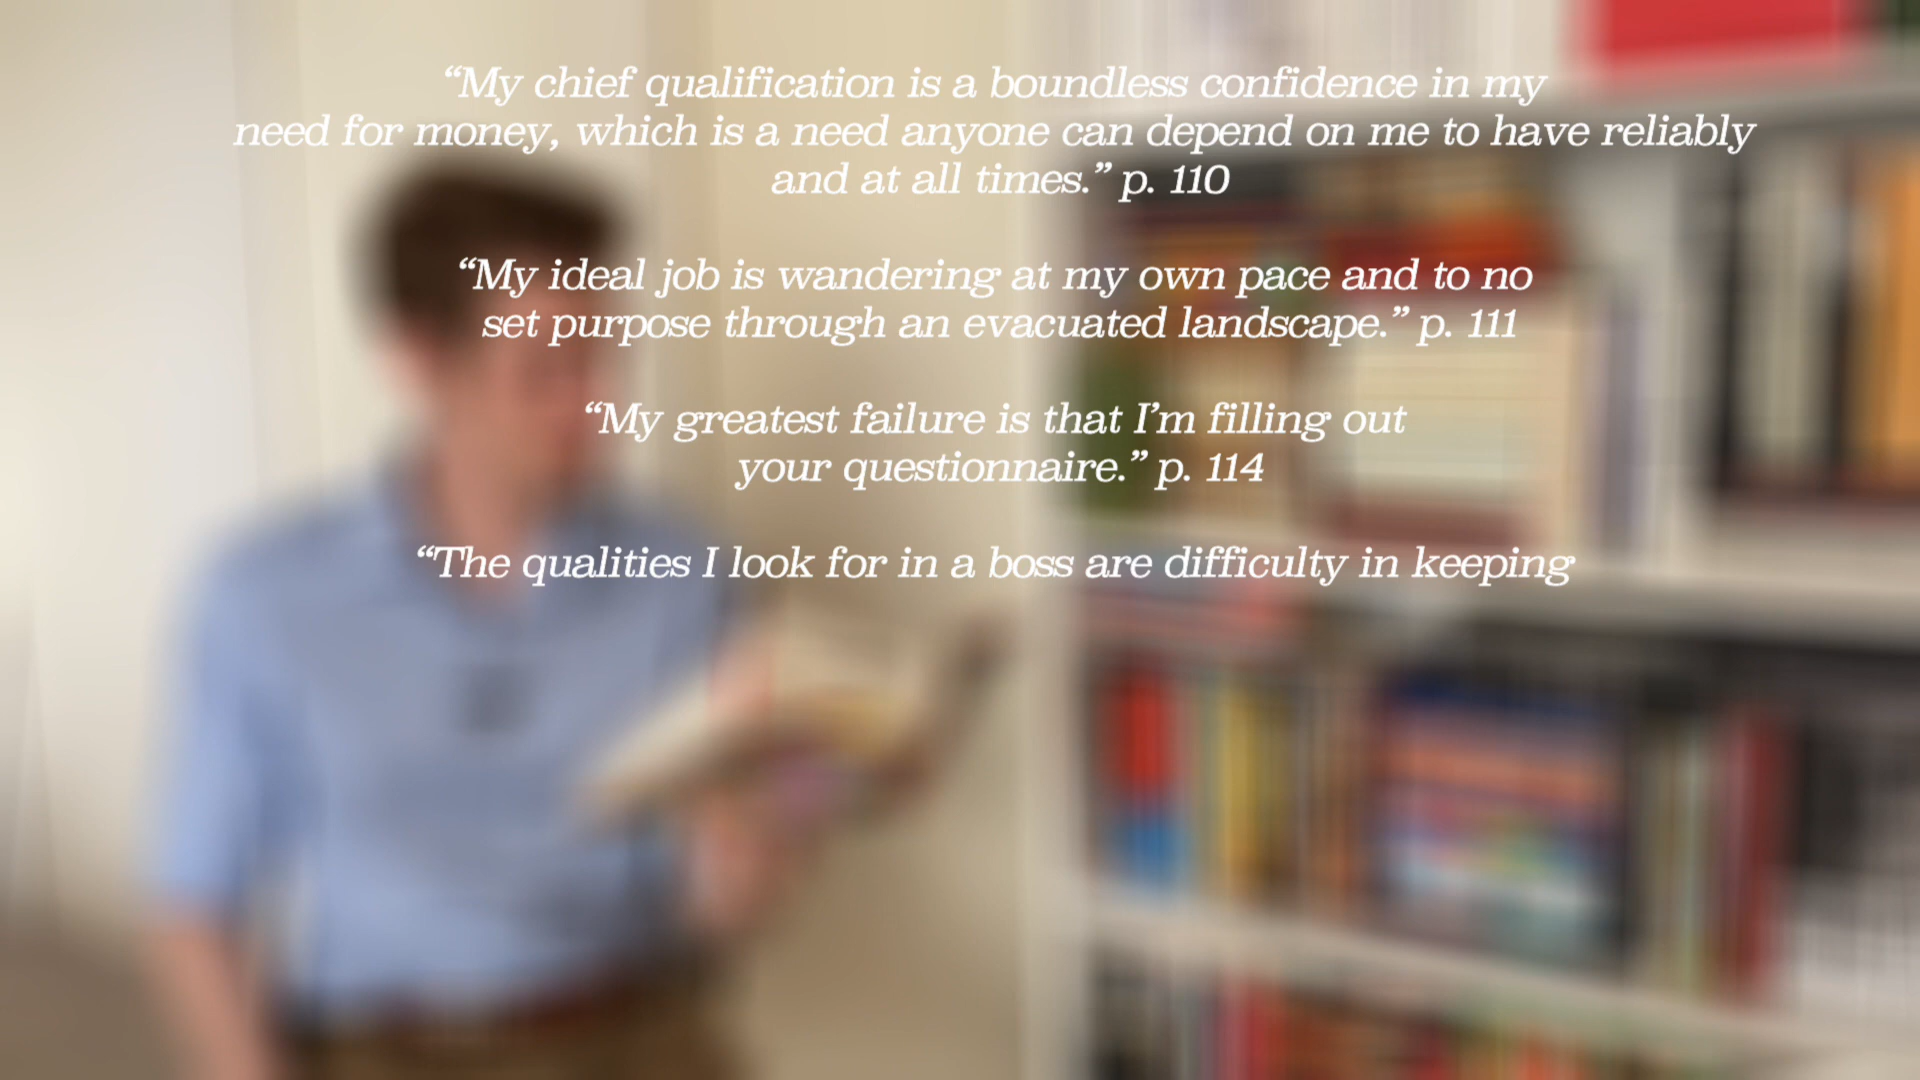 “My chief qualification is a boundless confidence in my
need for money, which is a need anyone can depend on me to have reliably
and at all times.” p. 110
“My ideal job is wandering at my own pace and to no
set purpose through an evacuated landscape.” p. 111
“My greatest failure is that I’m filling out
your questionnaire.” p. 114
“The qualities I look for in a boss are difficulty in keeping